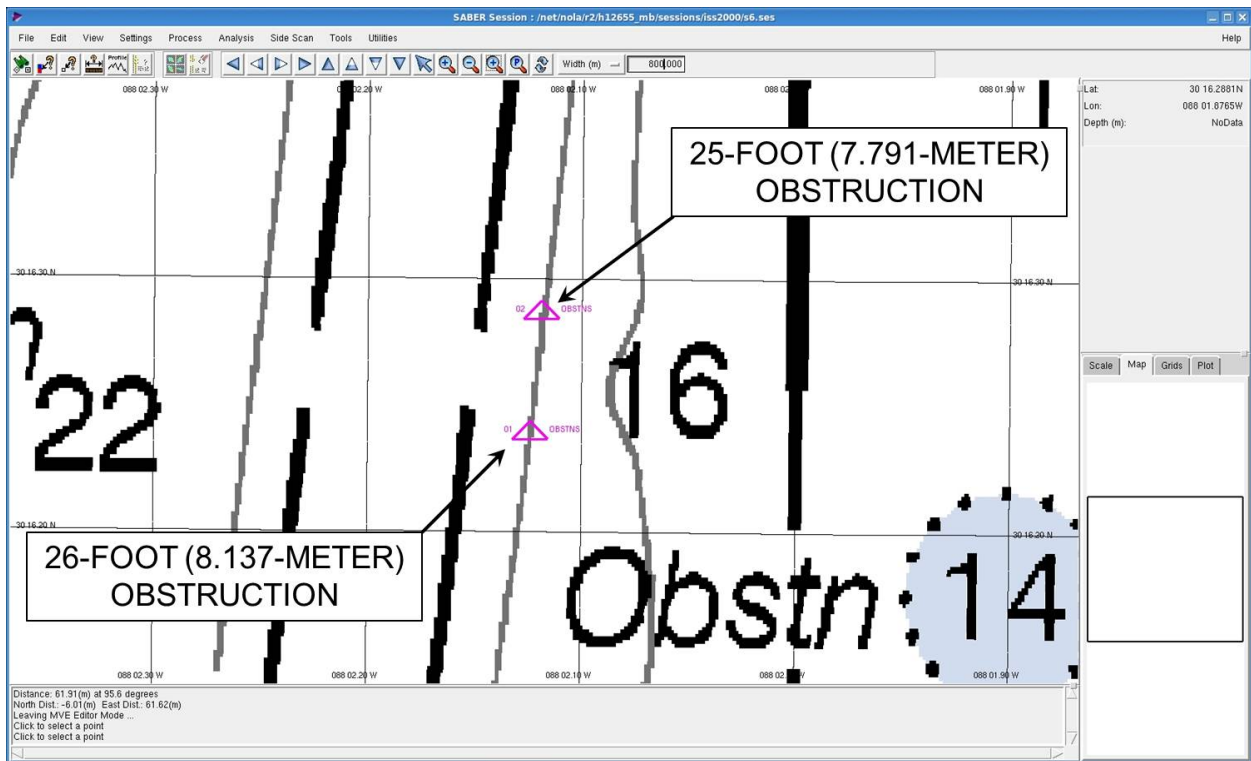 SABER Session : /net/nola/r2/h12655_mb/sessions/iss2000/s6.ses
File Edit View Settings Process Analysis Side Scan Tools Utilities Help
Profile
P
Width (m) 800.000
088 02.30 W 088 02.10 W 088 01.90 W
Lat: 30 16.2881N
Lon: 088 01.8765W
Depth (m): NoData
25-FOOT (7.791-METER)
OBSTRUCTION
30 16.30 N 30 16.30 N
02 OBSTNS
22 16
01 OBSTNS
Scale Map Grids Plot
30 16.20 N 30 16.20 N
26-FOOT (8.137-METER)
OBSTRUCTION
Obstn 14
088 02.30 W 088 02.20 W 088 02.10 W 088 01.90 W
Distance: 61.91(m) at 95.6 degrees
North Dist.: -6.01(m) East Dist.: 61.62(m)
Leaving MVE Editor Mode ...
Click to select a point
Click to select a point